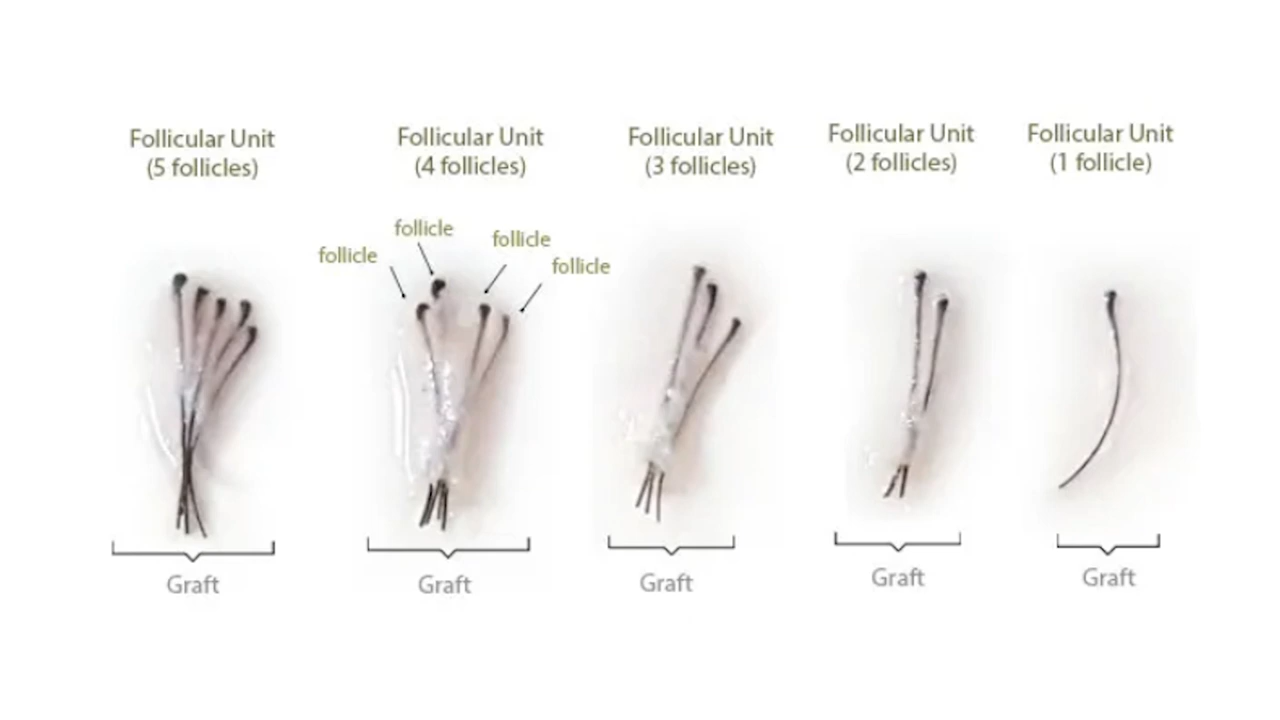 Follicular Unit
(5 follicles)
Follicular Unit
(4 follicles)
Follicular Unit
(3 follicles)
Follicular Unit
(2 follicles)
Follicular Unit
(1 follicle)
follicle
follicle
follicle
follicle
Graft
Graft
Graft
Graft
Graft